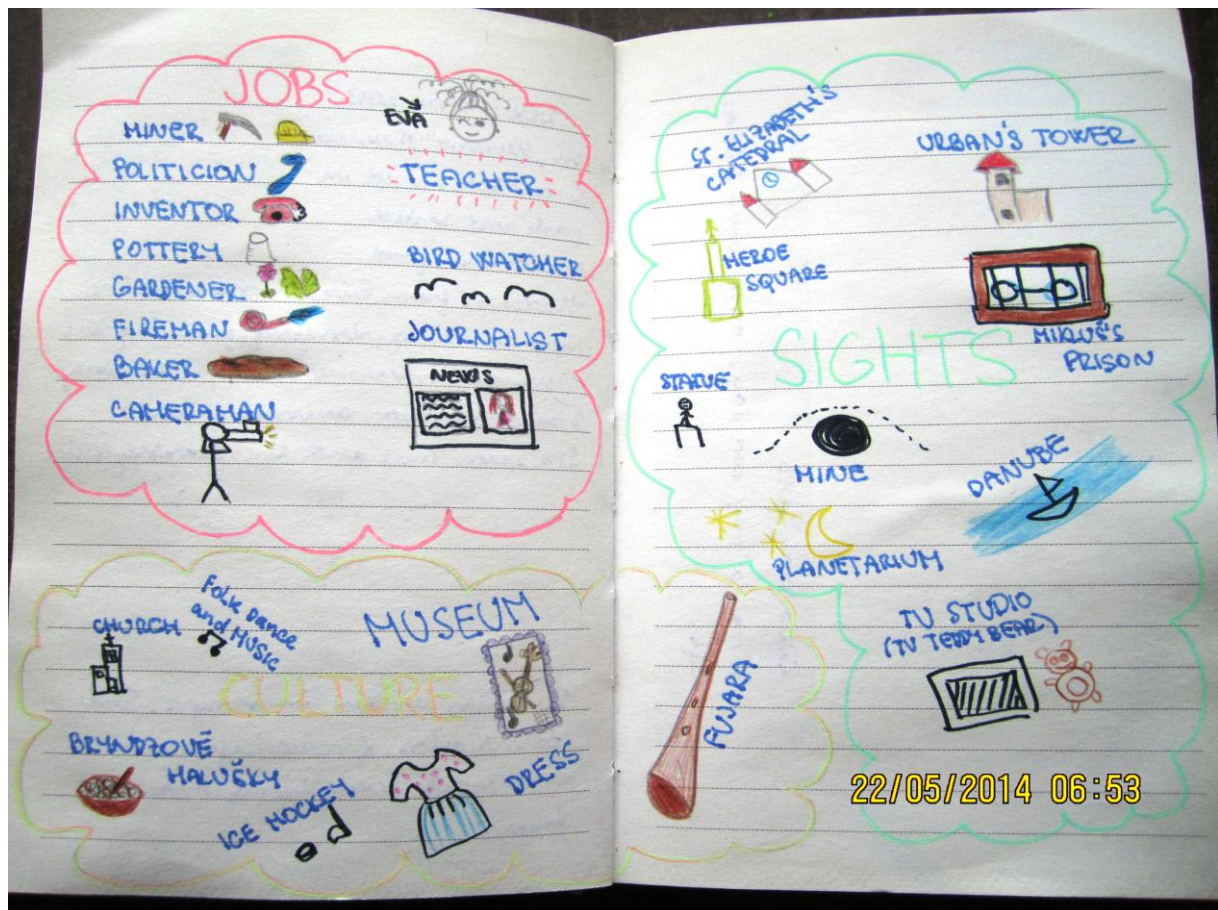 JOBS
MINER
POLITICION
INVENTOR
POTTERY
GARDENER
FIREMAN
BAKER
CAMERAMAN
EVA
TEACHER
BIRD WATCHER
JOURNALIST
NEWS
CULTURE
CHURCH
FOLK DANCE
and MUSIC
MUSEUM
BRYNDZOVÉ
HALUŠKY
ICE HOCKEY
DRESS
FUJARA
SIGHTS
ST. ELIZABETH'S
CATEDRAL
URBAN'S TOWER
HEROE
SQUARE
MIKLUŠ'S
PRISON
STATUE
MINE
DANUBE
PLANETARIUM
TV STUDIO
(TV TEDDY BEAR)
22/05/2014 06:53